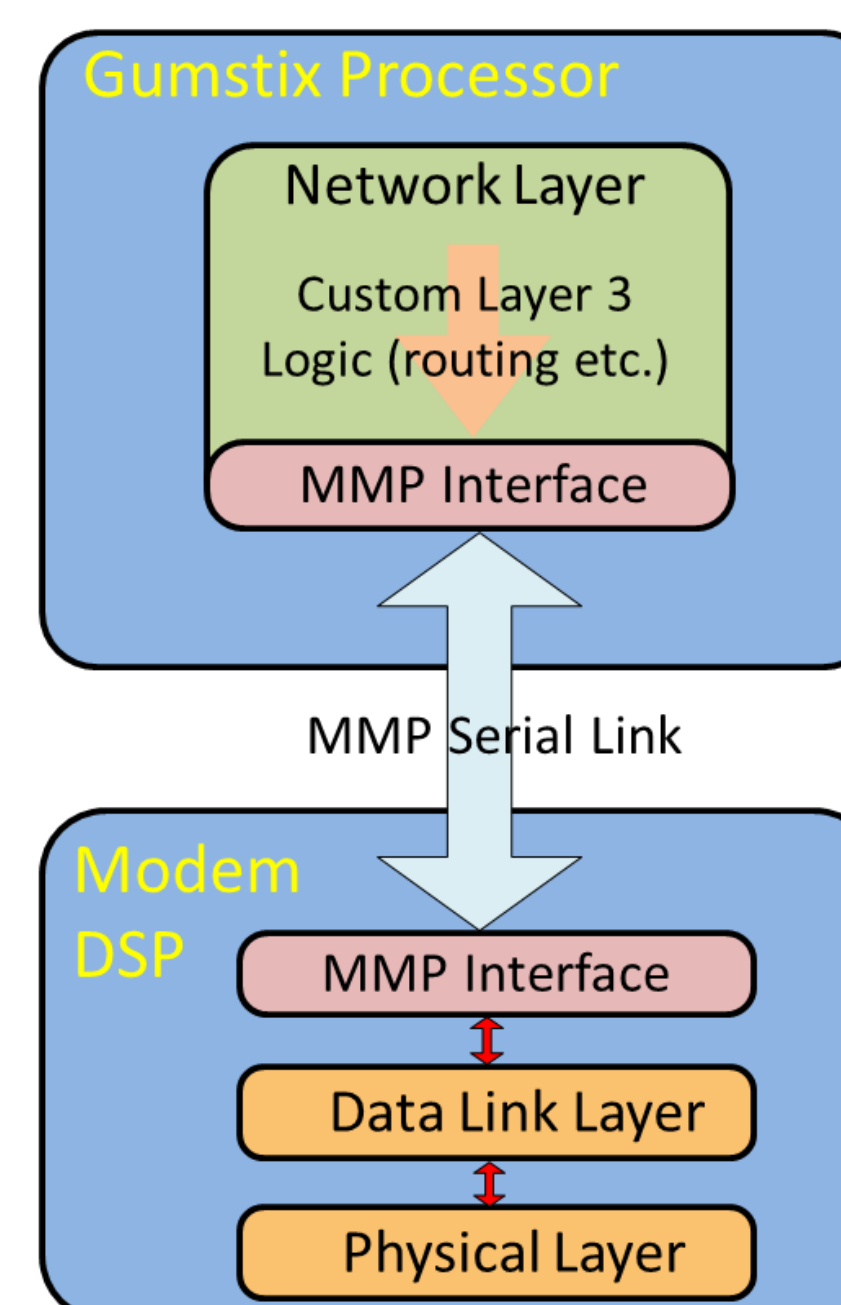 Gumstix Processor
Network Layer
Custom Layer 3
Logic (routing etc.)
MMP Interface
MMP Serial Link
Modem
DSP
MMP Interface
Data Link Layer
Physical Layer